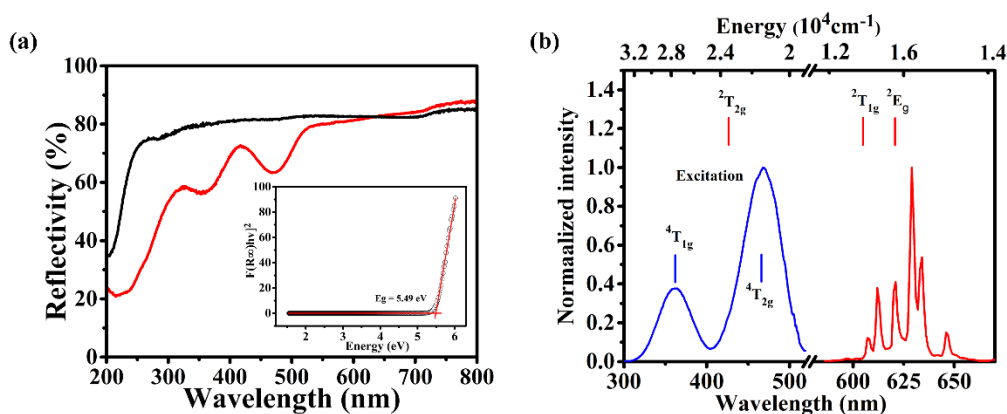 (a)
100
80
60
40
20
0
Reflectivity (%)
200 300 400 500 600 700 800
Wavelength (nm)
100
80
60
40
20
0
F(R∞)hv]²
Eg = 5.49 eV
2 3 4 5 6
Energy (eV)
(b)
Energy (10⁴cm⁻¹)
3.2 2.8 2.4 2 1.2 1.6 1.4
1.4
1.2
1.0
0.8
0.6
0.4
0.2
0.0
Normaalized intensity
²T₂g
²T₁g ²Eg
Excitation
⁴T₁g
⁴T₂g
300 400 500 600 625 650
Wavelength (nm)